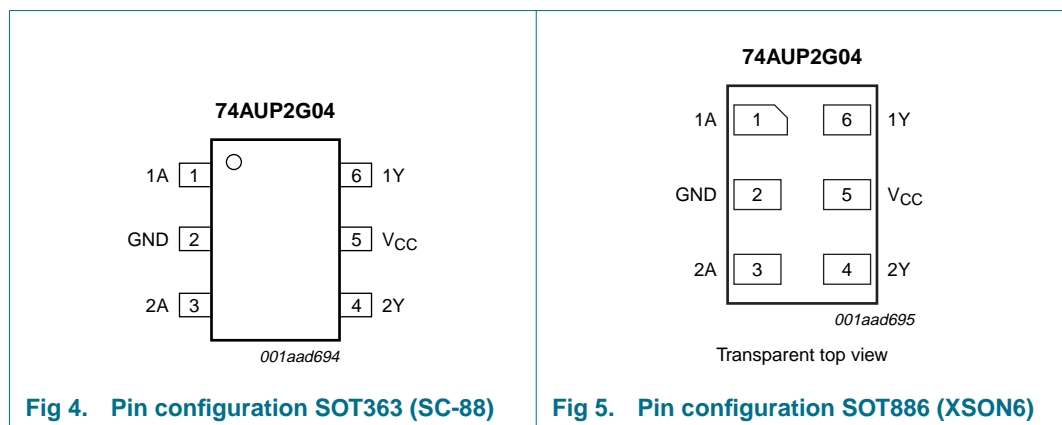 74AUP2G04
1A 1 6 1Y
GND 2 5 VCC
2A 3 4 2Y
001aad694
Fig 4. Pin configuration SOT363 (SC-88)
74AUP2G04
1A 1 6 1Y
GND 2 5 VCC
2A 3 4 2Y
001aad695
Transparent top view
Fig 5. Pin configuration SOT886 (XSON6)